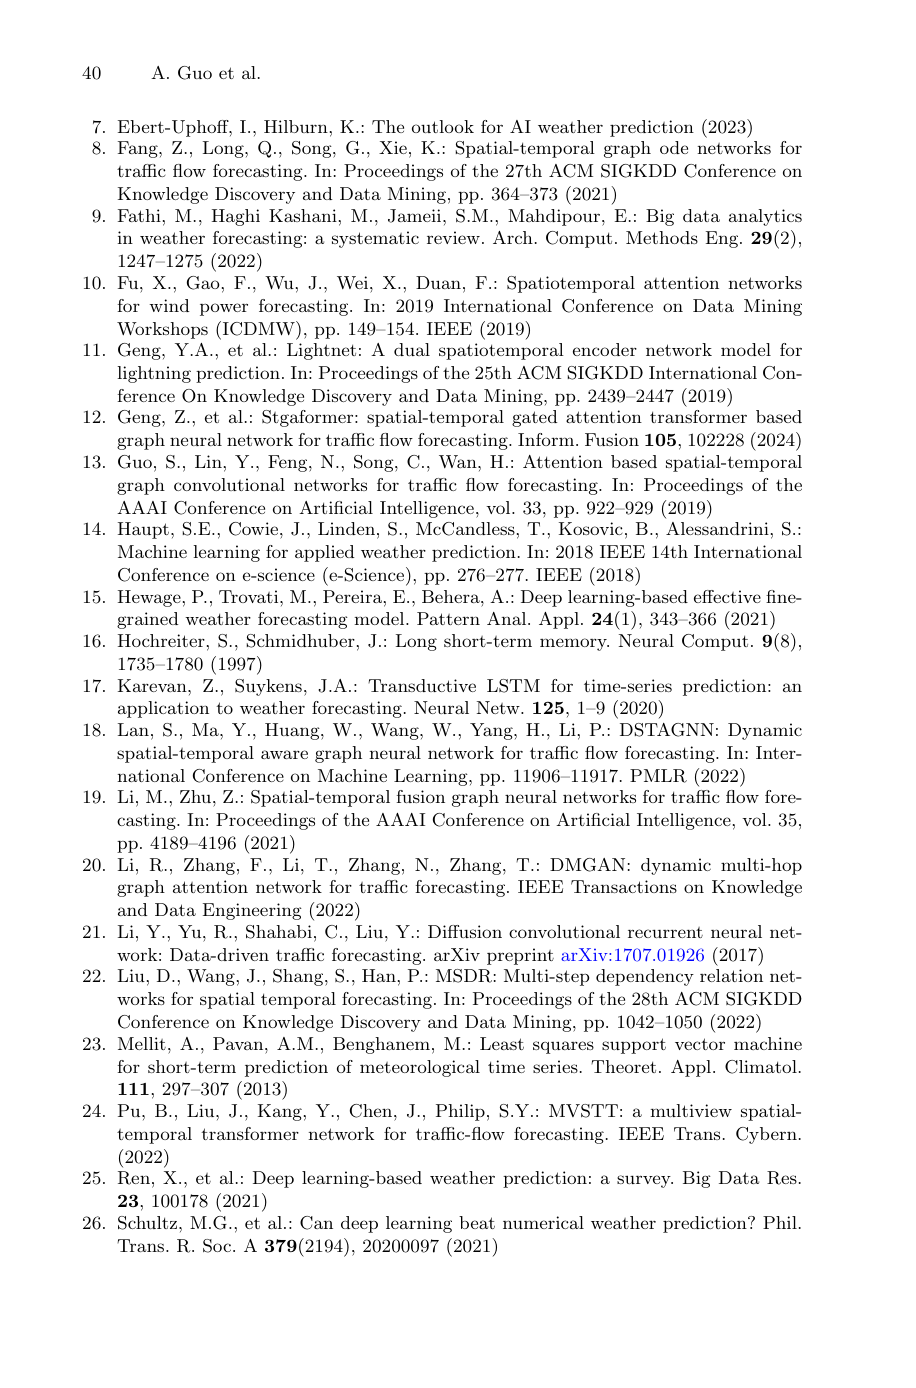 40 A. Guo et al.
7. Ebert-Uphoff, I., Hilburn, K.: The outlook for AI weather prediction (2023)
8. Fang, Z., Long, Q., Song, G., Xie, K.: Spatial-temporal graph ode networks for
traffic flow forecasting. In: Proceedings of the 27th ACM SIGKDD Conference on
Knowledge Discovery and Data Mining, pp. 364–373 (2021)
9. Fathi, M., Haghi Kashani, M., Jameii, S.M., Mahdipour, E.: Big data analytics
in weather forecasting: a systematic review. Arch. Comput. Methods Eng. 29(2),
1247–1275 (2022)
10. Fu, X., Gao, F., Wu, J., Wei, X., Duan, F.: Spatiotemporal attention networks
for wind power forecasting. In: 2019 International Conference on Data Mining
Workshops (ICDMW), pp. 149–154. IEEE (2019)
11. Geng, Y.A., et al.: Lightnet: A dual spatiotemporal encoder network model for
lightning prediction. In: Proceedings of the 25th ACM SIGKDD International Con-
ference On Knowledge Discovery and Data Mining, pp. 2439–2447 (2019)
12. Geng, Z., et al.: Stgaformer: spatial-temporal gated attention transformer based
graph neural network for traffic flow forecasting. Inform. Fusion 105, 102228 (2024)
13. Guo, S., Lin, Y., Feng, N., Song, C., Wan, H.: Attention based spatial-temporal
graph convolutional networks for traffic flow forecasting. In: Proceedings of the
AAAI Conference on Artificial Intelligence, vol. 33, pp. 922–929 (2019)
14. Haupt, S.E., Cowie, J., Linden, S., McCandless, T., Kosovic, B., Alessandrini, S.:
Machine learning for applied weather prediction. In: 2018 IEEE 14th International
Conference on e-science (e-Science), pp. 276–277. IEEE (2018)
15. Hewage, P., Trovati, M., Pereira, E., Behera, A.: Deep learning-based effective fine-
grained weather forecasting model. Pattern Anal. Appl. 24(1), 343–366 (2021)
16. Hochreiter, S., Schmidhuber, J.: Long short-term memory. Neural Comput. 9(8),
1735–1780 (1997)
17. Karevan, Z., Suykens, J.A.: Transductive LSTM for time-series prediction: an
application to weather forecasting. Neural Netw. 125, 1–9 (2020)
18. Lan, S., Ma, Y., Huang, W., Wang, W., Yang, H., Li, P.: DSTAGNN: Dynamic
spatial-temporal aware graph neural network for traffic flow forecasting. In: Inter-
national Conference on Machine Learning, pp. 11906–11917. PMLR (2022)
19. Li, M., Zhu, Z.: Spatial-temporal fusion graph neural networks for traffic flow fore-
casting. In: Proceedings of the AAAI Conference on Artificial Intelligence, vol. 35,
pp. 4189–4196 (2021)
20. Li, R., Zhang, F., Li, T., Zhang, N., Zhang, T.: DMGAN: dynamic multi-hop
graph attention network for traffic forecasting. IEEE Transactions on Knowledge
and Data Engineering (2022)
21. Li, Y., Yu, R., Shahabi, C., Liu, Y.: Diffusion convolutional recurrent neural net-
work: Data-driven traffic forecasting. arXiv preprint arXiv:1707.01926 (2017)
22. Liu, D., Wang, J., Shang, S., Han, P.: MSDR: Multi-step dependency relation net-
works for spatial temporal forecasting. In: Proceedings of the 28th ACM SIGKDD
Conference on Knowledge Discovery and Data Mining, pp. 1042–1050 (2022)
23. Mellit, A., Pavan, A.M., Benghanem, M.: Least squares support vector machine
for short-term prediction of meteorological time series. Theoret. Appl. Climatol.
111, 297–307 (2013)
24. Pu, B., Liu, J., Kang, Y., Chen, J., Philip, S.Y.: MVSTT: a multiview spatial-
temporal transformer network for traffic-flow forecasting. IEEE Trans. Cybern.
(2022)
25. Ren, X., et al.: Deep learning-based weather prediction: a survey. Big Data Res.
23, 100178 (2021)
26. Schultz, M.G., et al.: Can deep learning beat numerical weather prediction? Phil.
Trans. R. Soc. A 379(2194), 20200097 (2021)